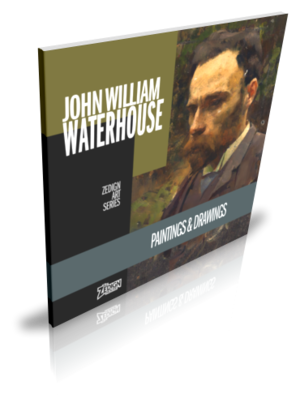 JOHN WILLIAM
WATERHOUSE
ZEDIGN
ART
SERIES
PAINTINGS & DRAWINGS
ZEDIGN